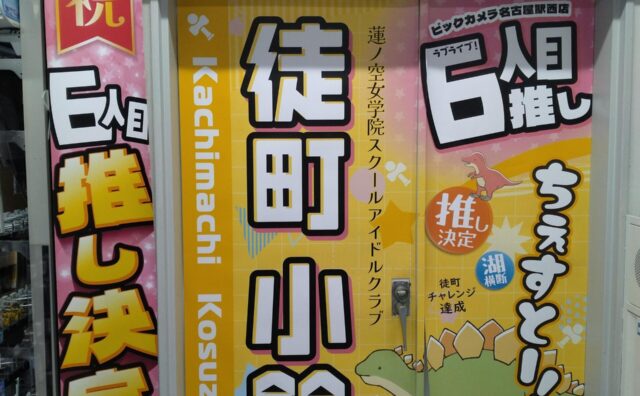 祝
6人目
推し決定
Kachimachi Kosuz
徒町 小鈴
蓮ノ空女学院スクールアイドルクラブ
ビックカメラ名古屋駅西店
ラブライブ!
6人目
推し
ちぇすとー!
推し
決定
湖
横断
徒町
チャレンジ
達成